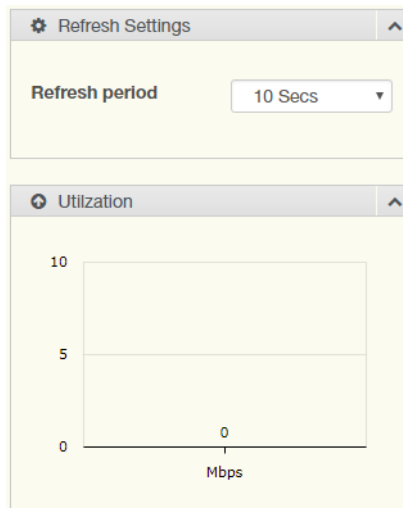 Refresh Settings
Refresh period
10 Secs
Utilzation
10
5
0
0
Mbps